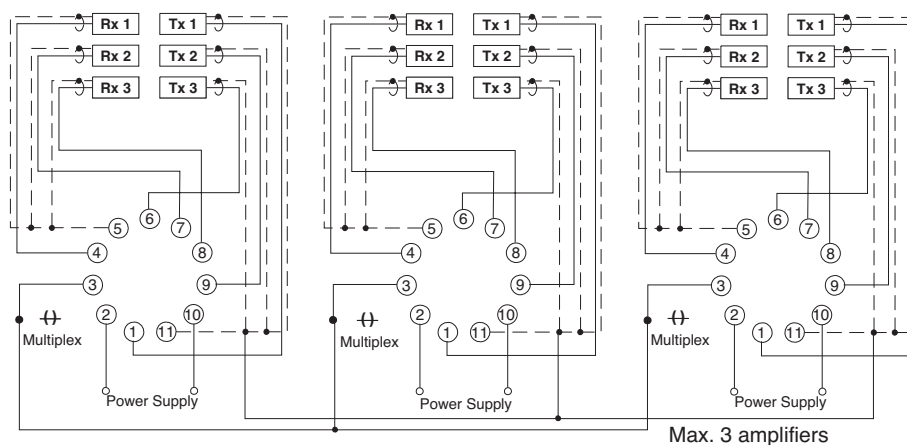 Rx 1 Tx 1 Rx 1 Tx 1 Rx 1 Tx 1
Rx 2 Tx 2 Rx 2 Tx 2 Rx 2 Tx 2
Rx 3 Tx 3 Rx 3 Tx 3 Rx 3 Tx 3
5 6 7 5 6 7 5 6 7
4 8 4 8 4 8
3 9 3 9 3 9
2 10 2 10 2 10
1 11 1 11 1 11
Multiplex Multiplex Multiplex
Power Supply Power Supply Power Supply
Max. 3 amplifiers